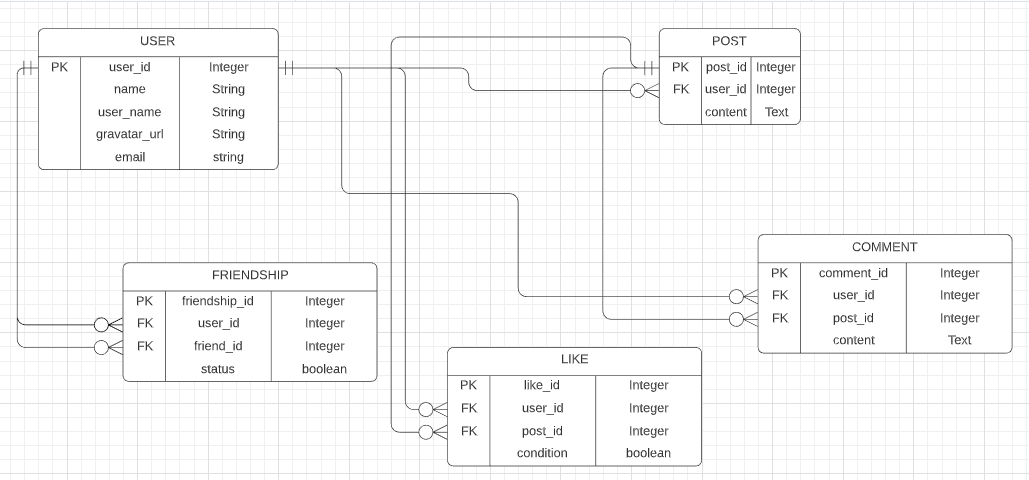 USER
PK user_id Integer
name String
user_name String
gravatar_url String
email string
POST
PK post_id Integer
FK user_id Integer
content Text
FRIENDSHIP
PK friendship_id Integer
FK user_id Integer
FK friend_id Integer
status boolean
COMMENT
PK comment_id Integer
FK user_id Integer
FK post_id Integer
content Text
LIKE
PK like_id Integer
FK user_id Integer
FK post_id Integer
condition boolean